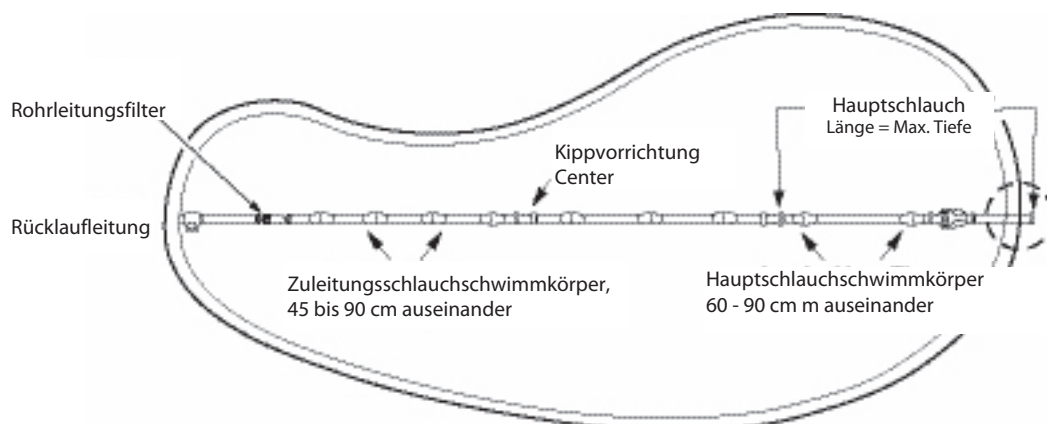 Rohrleitungsfilter
Hauptschlauch
Länge = Max. Tiefe
Kippvorrichtung
Center
Rücklaufleitung
Zuleitungsschlauchschwimmkörper,
45 bis 90 cm auseinander
Hauptschlauchschwimmkörper
60 - 90 cm m auseinander